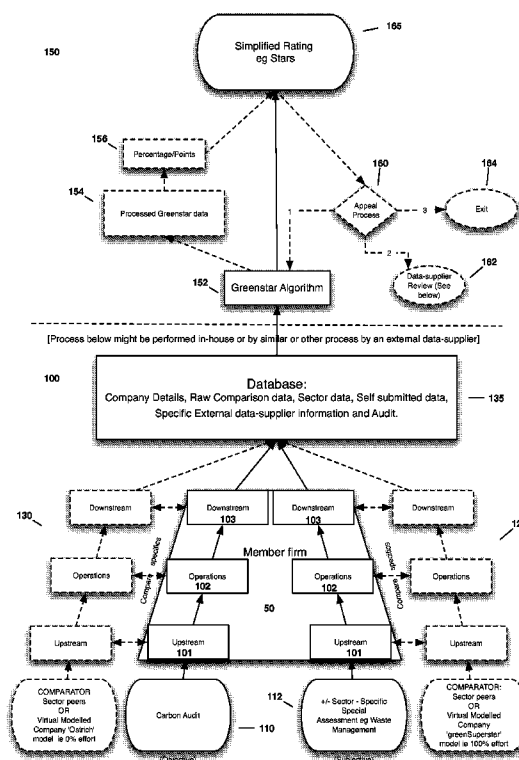 150
165
Simplified Rating
eg Stars
156
Percentage/Points
154
Processed Greenstar data
160
Appeal
Process
164
3
Exit
1
2
162
Data-supplier
Review (See
below)
152
Greenstar Algorithm
[Process below might be performed in-house or by similar or other process by an external data-supplier]
100
Database:
Company Details, Raw Comparison data, Sector data, Self submitted data,
Specific External data-supplier information and Audit.
135
130
Downstream
Downstream
103
Downstream
103
Downstream
Compare specifics
Member firm
Compare specifics
Operations
Operations
102
Operations
102
Operations
50
Upstream
Upstream
101
Upstream
101
Upstream
COMPARATOR
Sector peers
OR
Virtual Modelled
Company 'Ostrich'
model ie 0% effort
Carbon Audit
110
112
+/- Sector - Specific
Special
Assessment eg Waste
Management
COMPARATOR:
Sector peers
OR
Virtual Modelled
Company
'greenSuperster'
model ie 100% effort